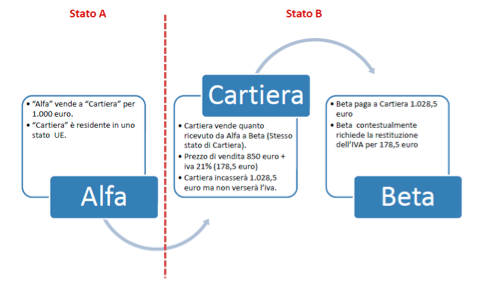 Stato A
Stato B
• "Alfa" vende a "Cartiera" per
1.000 euro.
• "Cartiera" è residente in uno
stato UE.
Alfa
Cartiera
• Cartiera vende quanto
ricevuto da Alfa a Beta (Stesso
stato di Cartiera).
• Prezzo di vendita 850 euro +
iva 21% (178,5 euro)
• Cartiera incasserà 1.028,5
euro ma non verserà l'iva.
• Beta paga a Cartiera 1.028,5
euro
• Beta contestualmente
richiede la restituzione
dell'IVA per 178,5 euro
Beta